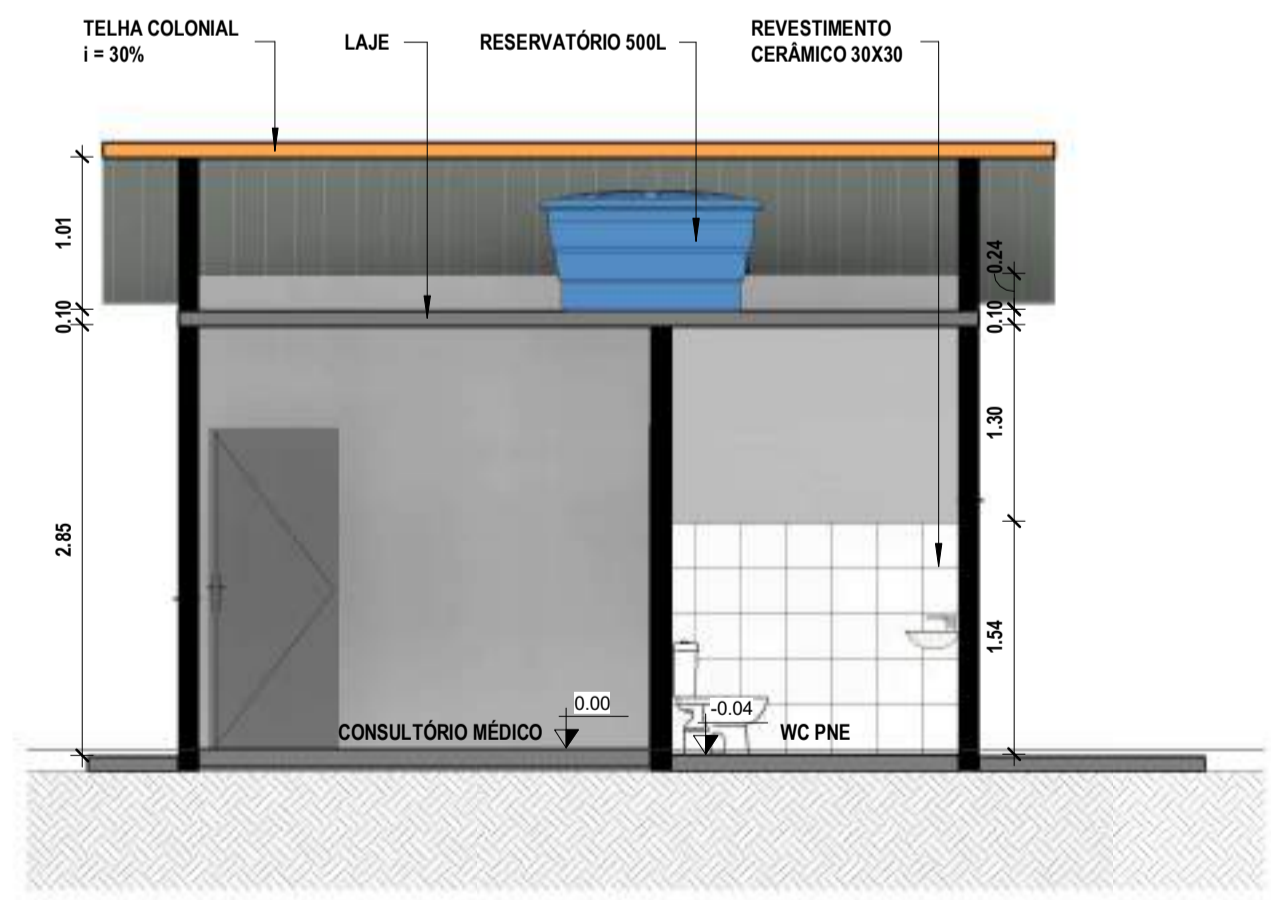 TELHA COLONIAL
i = 30%
LAJE
RESERVATÓRIO 500L
REVESTIMENTO
CERÂMICO 30X30
1.01
0.10
2.85
0.24
0.10
1.30
1.54
0.00
-0.04
CONSULTÓRIO MÉDICO
WC PNE